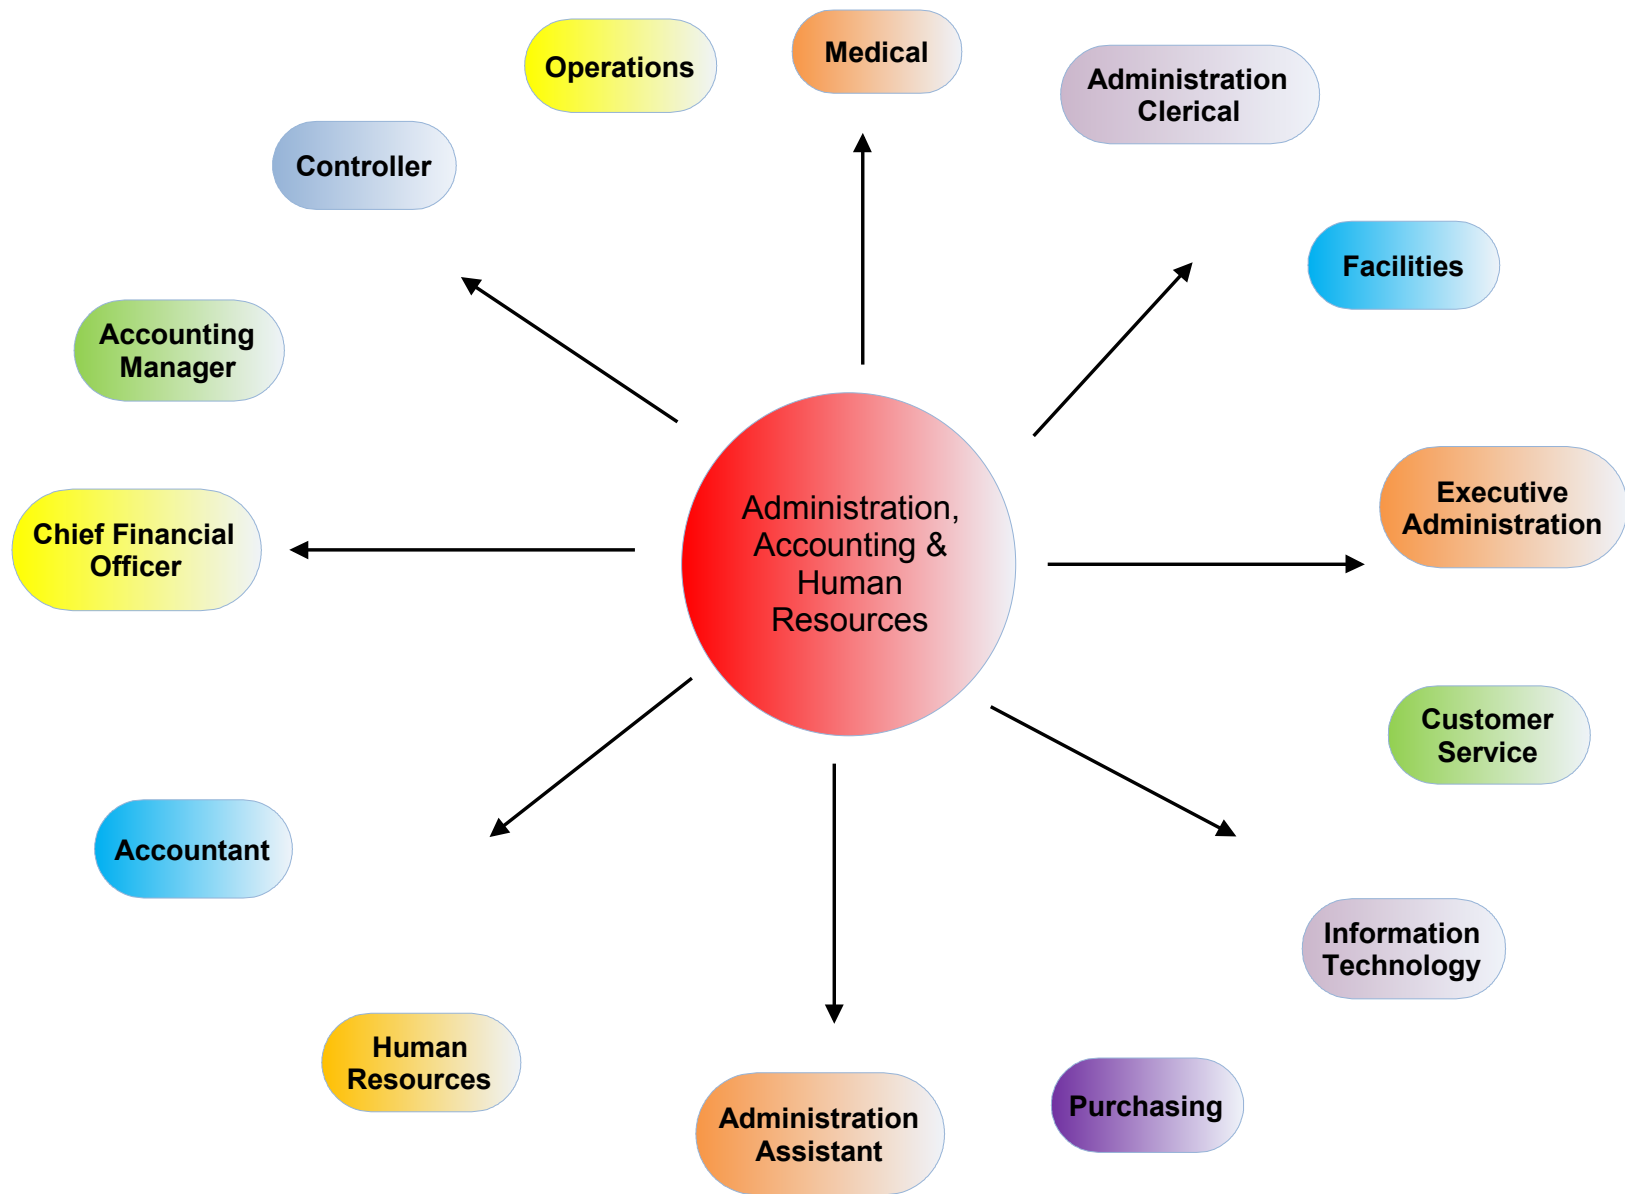 Medical
Operations
Administration
Clerical
Controller
Facilities
Accounting
Manager
Executive
Administration
Chief Financial
Officer
Administration,
Accounting &
Human
Resources
Customer
Service
Accountant
Information
Technology
Human
Resources
Purchasing
Administration
Assistant